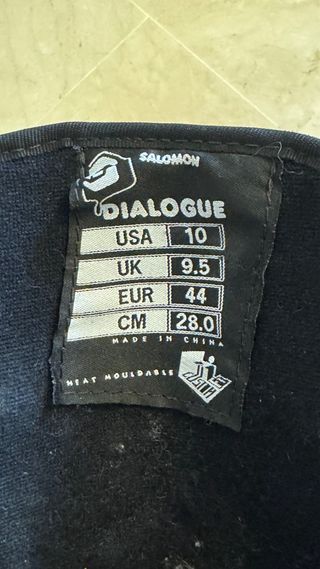 SALOMON
DIALOGUE
USA 10
UK 9.5
EUR 44
CM 28.0
MADE IN CHINA
HEAT MOULDABLE